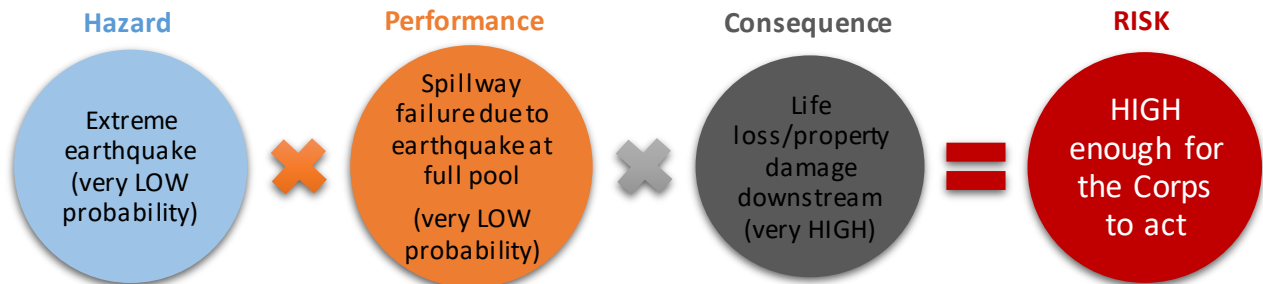 Hazard
Extreme
earthquake
(very LOW
probability)
Performance
Spillway
failure due to
earthquake at
full pool
(very LOW
probability)
Consequence
Life
loss/property
damage
downstream
(very HIGH)
RISK
HIGH
enough for
the Corps
to act